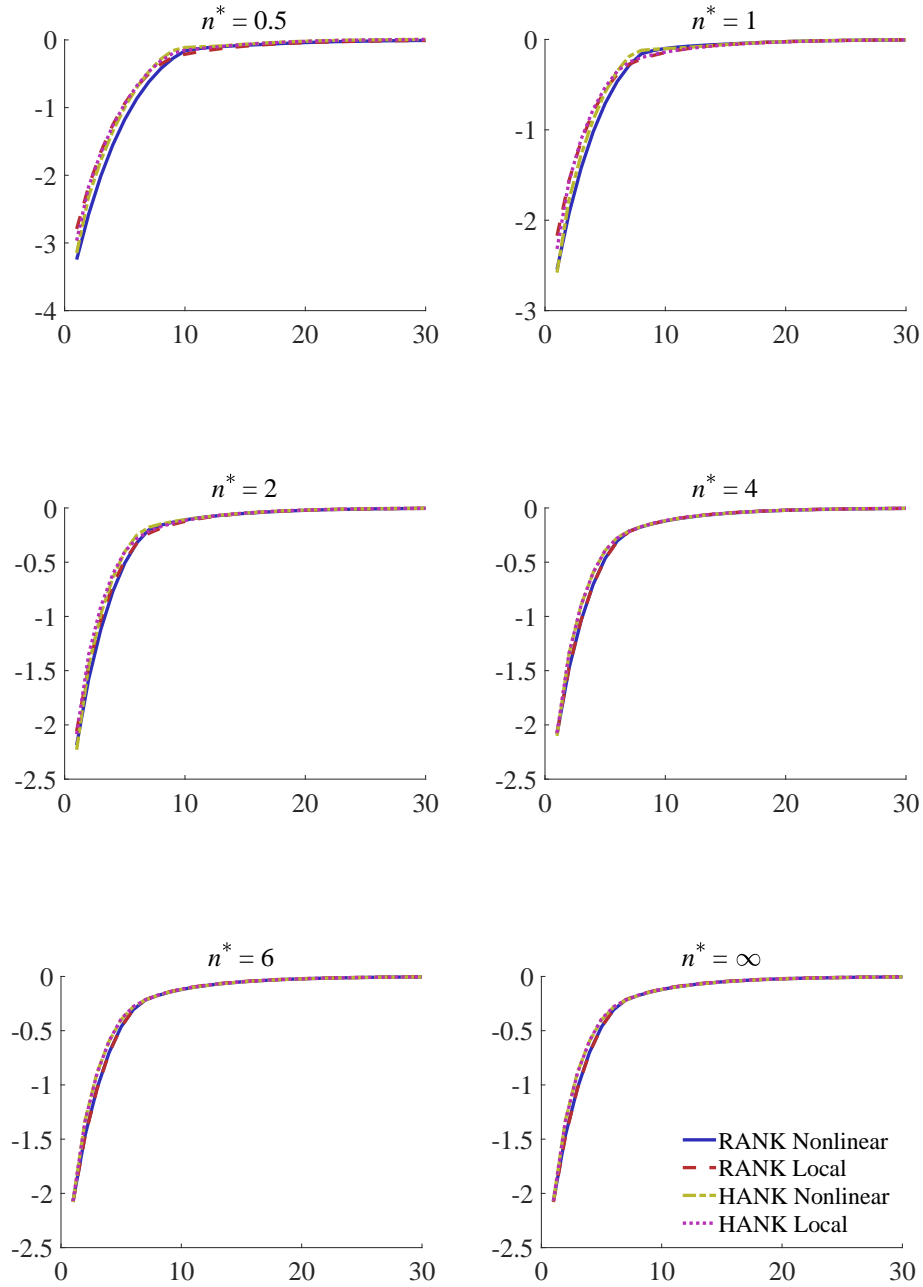 n* = 0.5
0
-1
-2
-3
-4
0 10 20 30
n* = 1
0
-1
-2
-3
0 10 20 30
n* = 2
0
-0.5
-1
-1.5
-2
-2.5
0 10 20 30
n* = 4
0
-0.5
-1
-1.5
-2
-2.5
0 10 20 30
n* = 6
0
-0.5
-1
-1.5
-2
-2.5
0 10 20 30
n* = ∞
0
-0.5
-1
-1.5
-2
-2.5
0 10 20 30
RANK Nonlinear
RANK Local
HANK Nonlinear
HANK Local